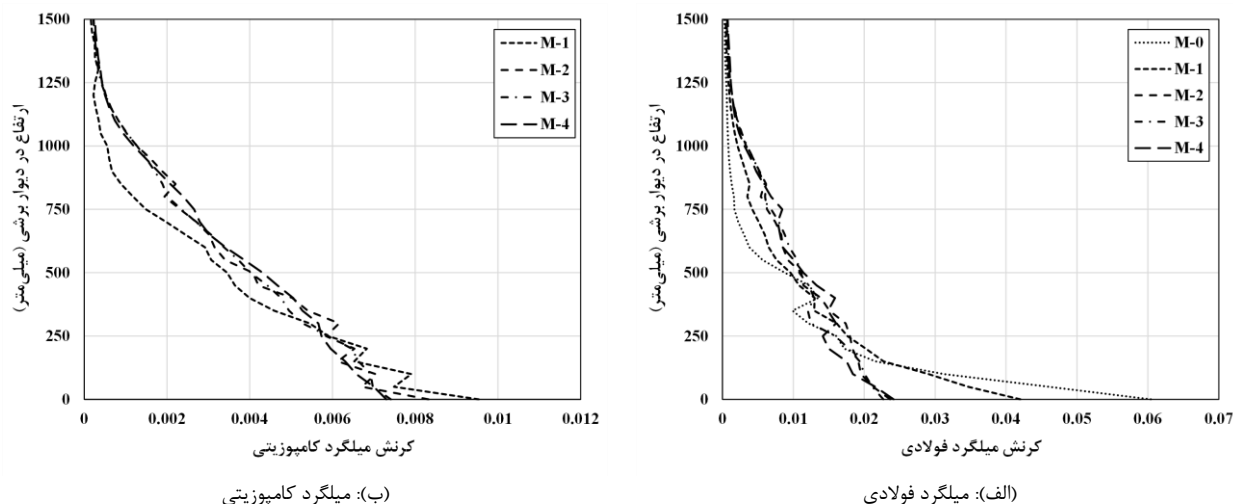 1500
1250
1000
750
500
250
0
ارتفاع در دیوار برشی (میلی‌متر)
M-0
M-1
M-2
M-3
M-4
0 0.01 0.02 0.03 0.04 0.05 0.06 0.07
کرنش میلگرد فولادی
(الف): میلگرد فولادی
1500
1250
1000
750
500
250
0
ارتفاع در دیوار برشی (میلی‌متر)
M-1
M-2
M-3
M-4
0 0.002 0.004 0.006 0.008 0.01 0.012
کرنش میلگرد کامپوزیتی
(ب): میلگرد کامپوزیتی